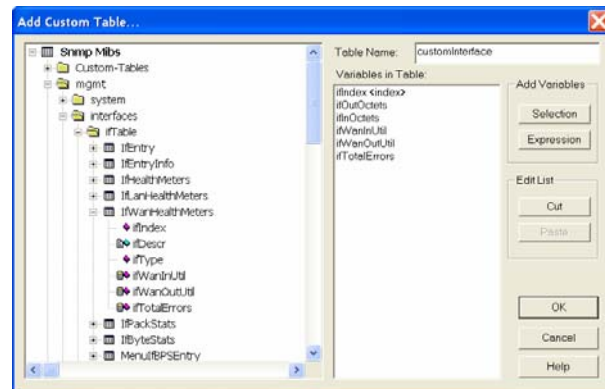 Add Custom Table...
Snmp Mibs
Custom-Tables
mgmt
system
interfaces
ifTable
IfEntry
IfEntryInfo
IfHealthMeters
IfLanHealthMeters
IfWanHealthMeters
ifIndex
ifDescr
ifType
ifWanInUtil
ifWanOutUtil
ifTotalErrors
IfPackStats
IfByteStats
MenuIfBPSEntry
Table Name: customInterface
Variables in Table:
ifIndex <index>
ifOutOctets
ifInOctets
ifWanInUtil
ifWanOutUtil
ifTotalErrors
Add Variables
Selection
Expression
Edit List
Cut
Paste
OK
Cancel
Help